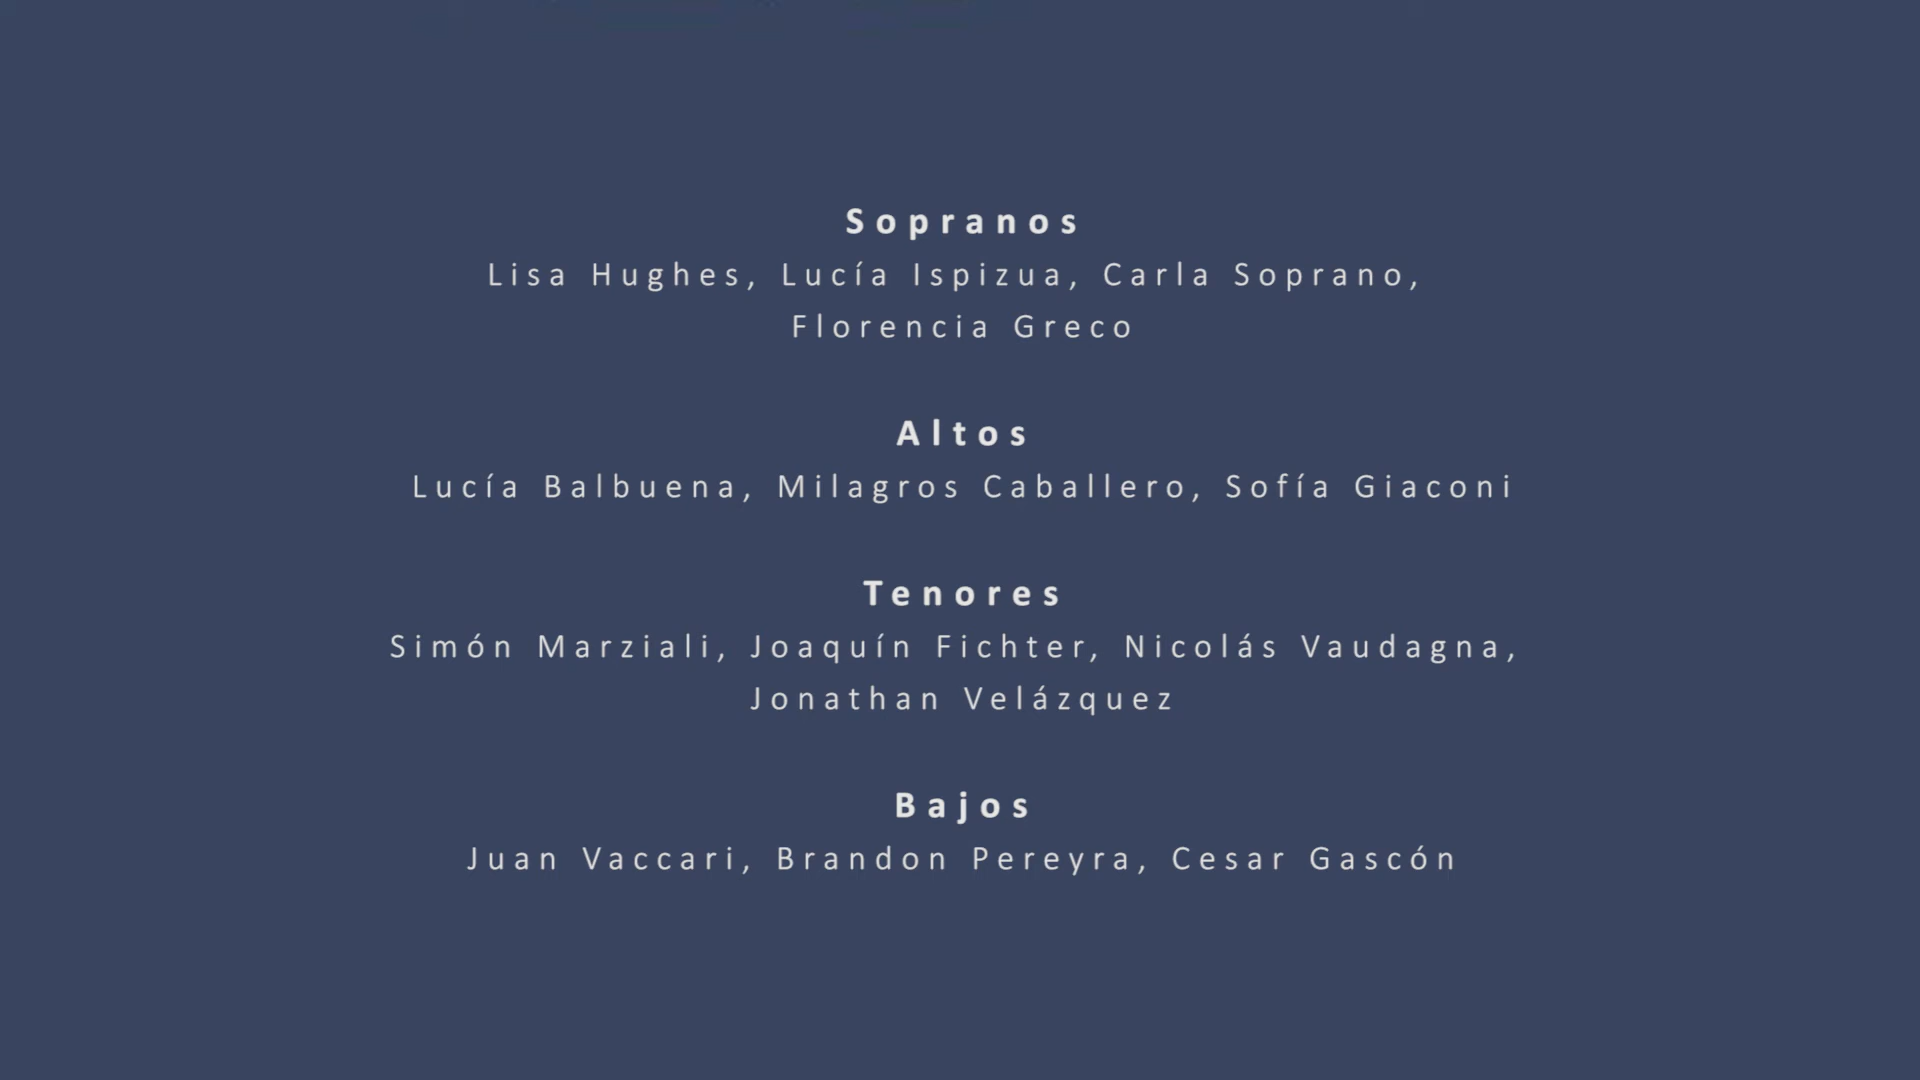 Sopranos
Lisa Hughes, Lucía Ispizua, Carla Soprano,
Florencia Greco
Altos
Lucía Balbuena, Milagros Caballero, Sofía Giaconi
Tenores
Simón Marziali, Joaquín Fichter, Nicolás Vaudagna,
Jonathan Velázquez
Bajos
Juan Vaccari, Brandon Pereyra, Cesar Gascón